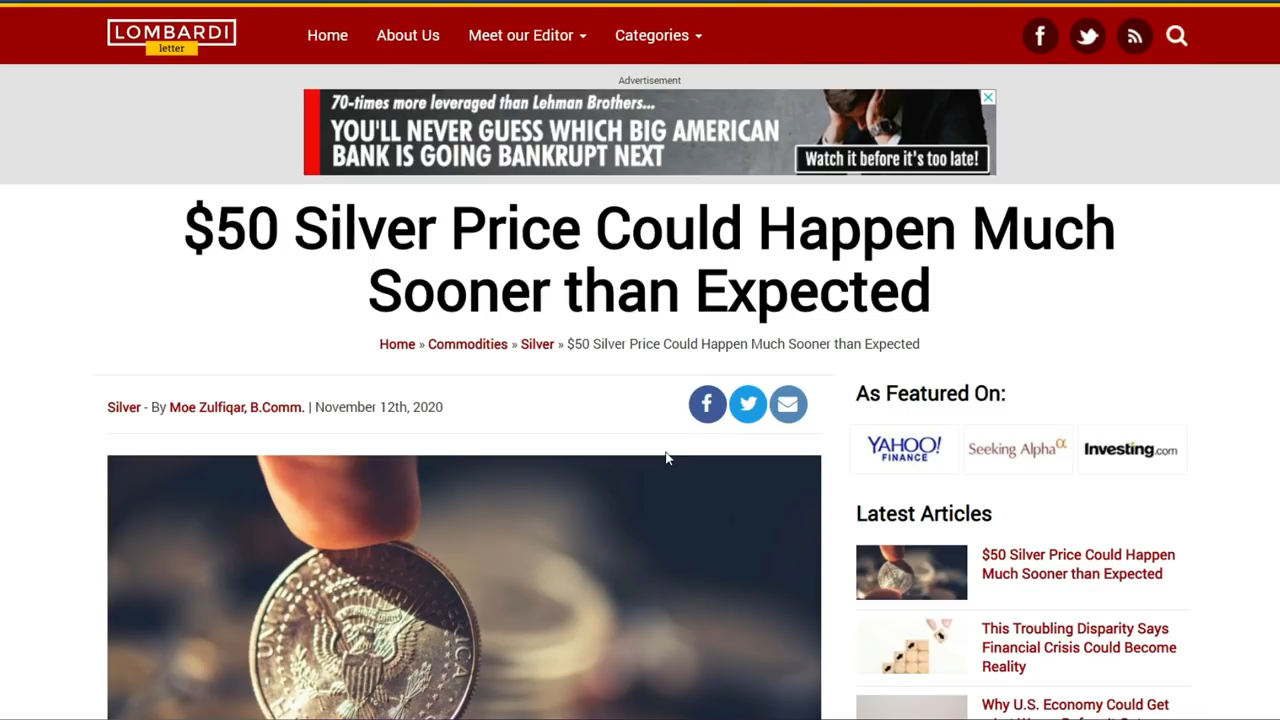 LOMBARDI
letter
Home
About Us
Meet our Editor
Categories
Advertisement
70-times more leveraged than Lehman Brothers...
YOU'LL NEVER GUESS WHICH BIG AMERICAN
BANK IS GOING BANKRUPT NEXT
Watch it before it's too late!
$50 Silver Price Could Happen Much
Sooner than Expected
Home » Commodities » Silver » $50 Silver Price Could Happen Much Sooner than Expected
Silver - By Moe Zulfiqar, B.Comm. | November 12th, 2020
As Featured On:
YAHOO!
FINANCE
Seeking Alpha α
Investing.com
Latest Articles
$50 Silver Price Could Happen
Much Sooner than Expected
This Troubling Disparity Says
Financial Crisis Could Become
Reality
Why U.S. Economy Could Get